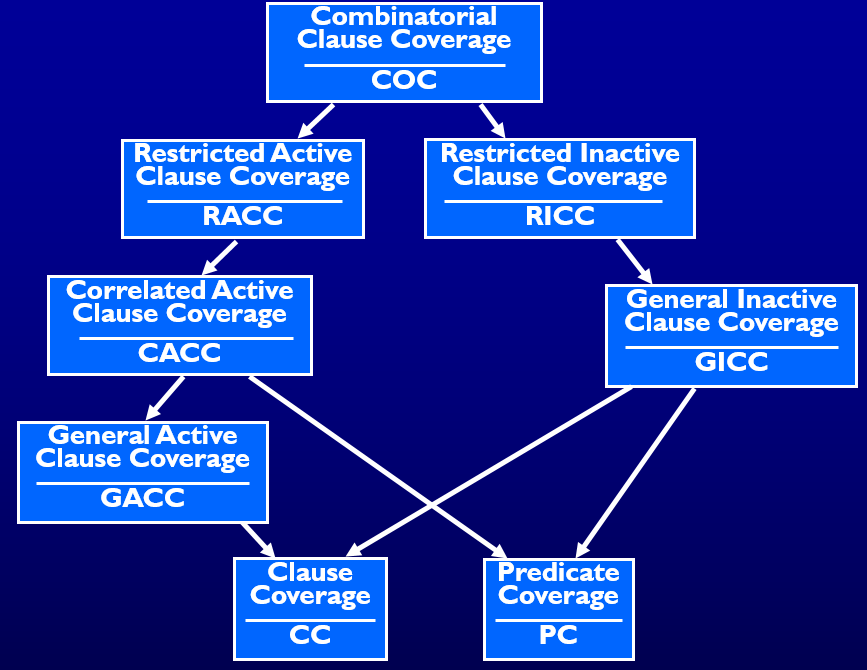 Combinatorial
Clause Coverage
COC
Restricted Active
Clause Coverage
RACC
Restricted Inactive
Clause Coverage
RICC
Correlated Active
Clause Coverage
CACC
General Inactive
Clause Coverage
GICC
General Active
Clause Coverage
GACC
Clause
Coverage
CC
Predicate
Coverage
PC